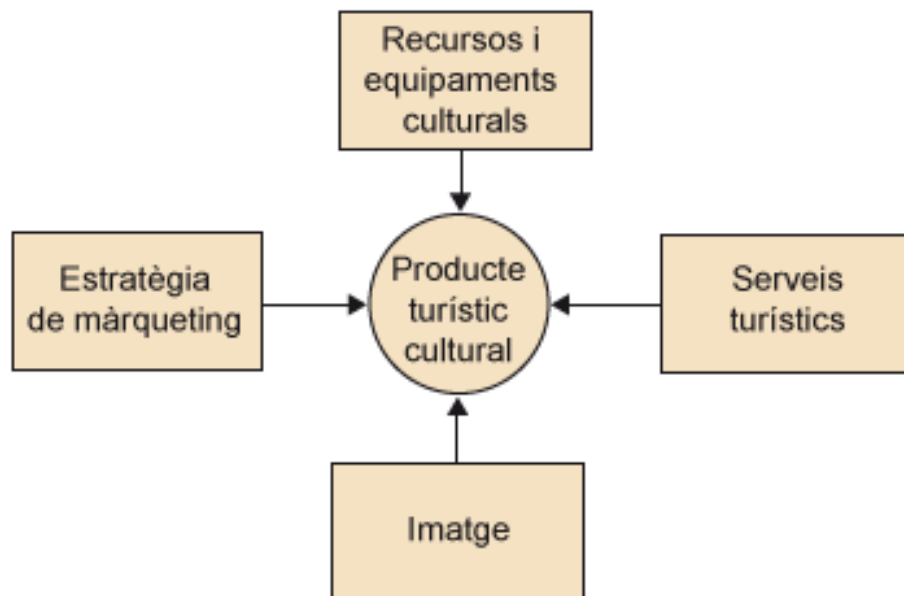 Recursos i
equipaments
culturals
Estratègia
de màrqueting
Producte
turístic
cultural
Serveis
turístics
Imatge